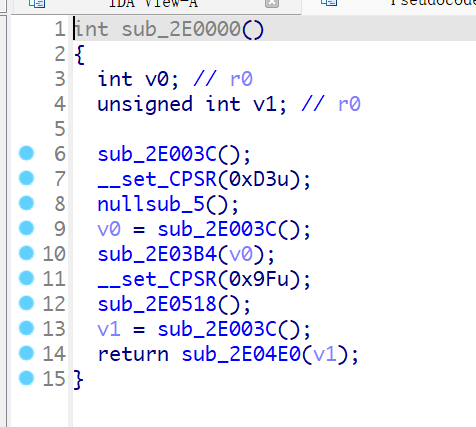 IDA View-A
Pseudocode
1 int sub_2E0000()
2 {
3   int v0; // r0
4   unsigned int v1; // r0
5
6   sub_2E003C();
7   __set_CPSR(0xD3u);
8   nullsub_5();
9   v0 = sub_2E003C();
10   sub_2E03B4(v0);
11   __set_CPSR(0x9Fu);
12   sub_2E0518();
13   v1 = sub_2E003C();
14   return sub_2E04E0(v1);
15 }